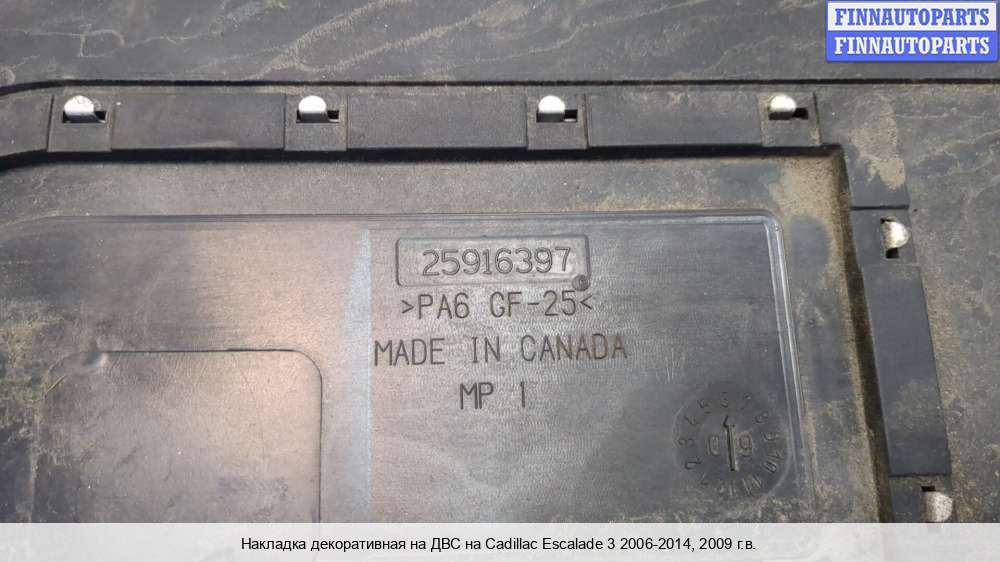 FINNAUTOPARTS
FINNAUTOPARTS
25916397
>PA6 GF-25<
MADE IN CANADA
MP 1
09
Накладка декоративная на ДВС на Cadillac Escalade 3 2006-2014, 2009 г.в.